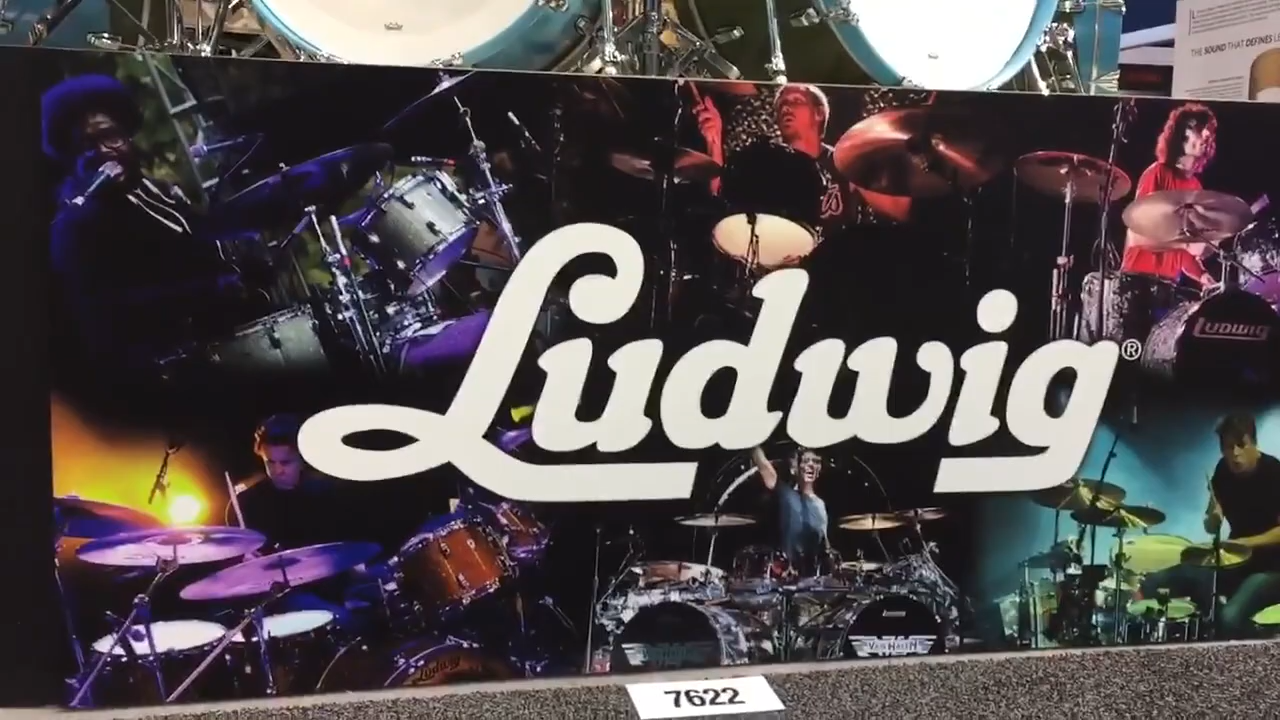 THE SOUND THAT DEFINES
Ludwig®
Ludwig
VAN HALEN
Ludwig
7622